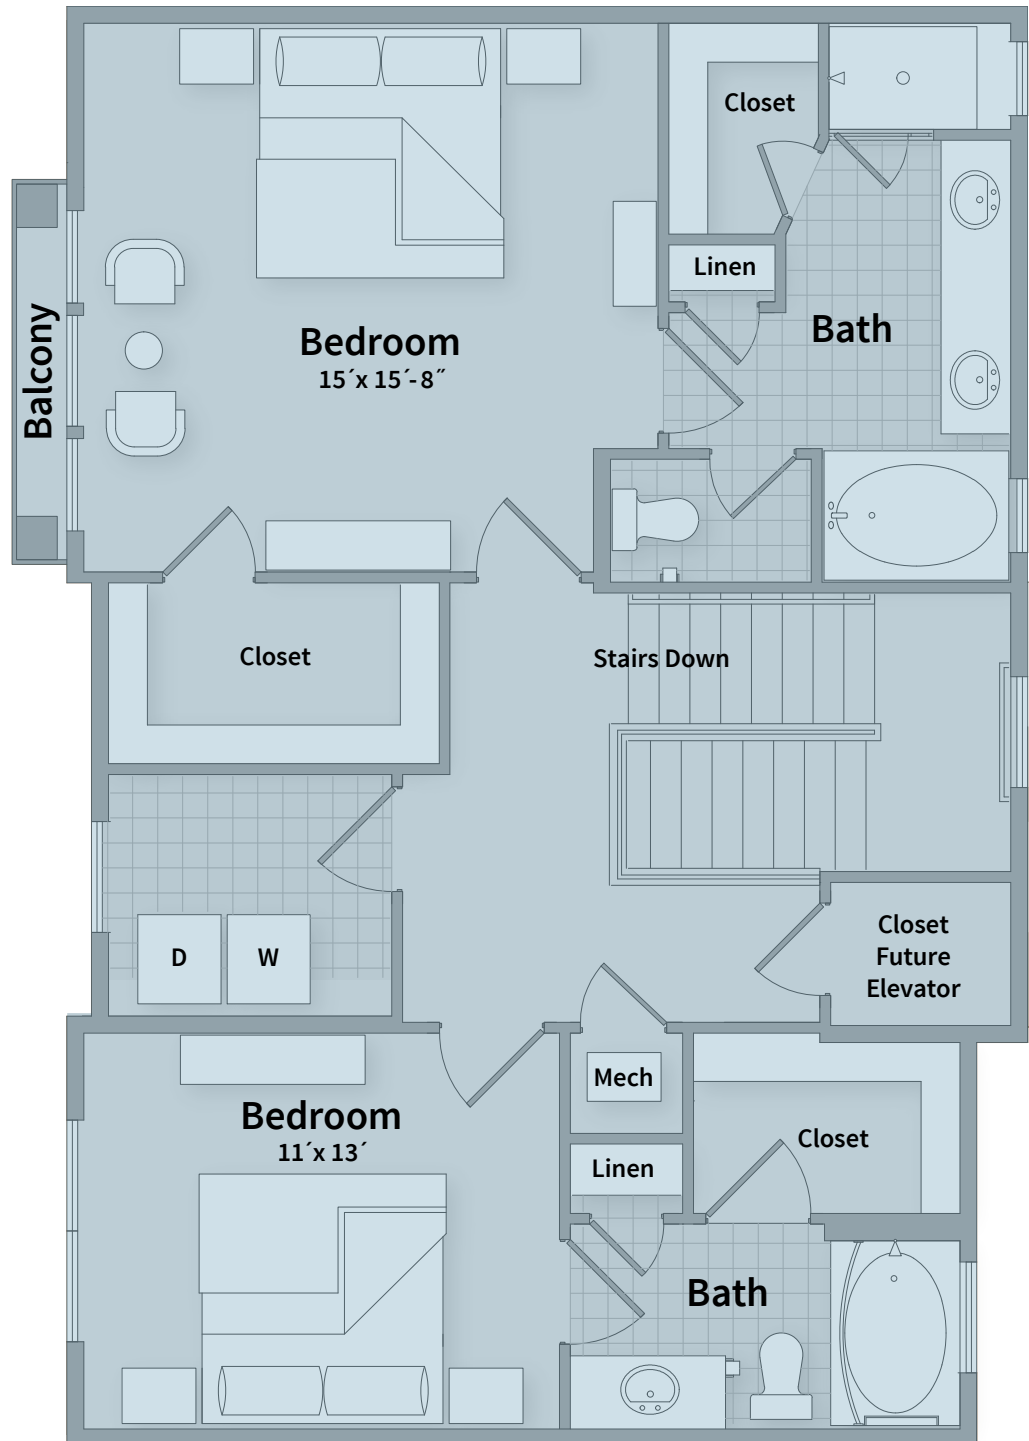 Closet
Linen
Bath
Bedroom
15´x 15´- 8˝
Balcony
Closet
Stairs Down
D
W
Closet
Future
Elevator
Mech
Bedroom
11´x 13´
Closet
Linen
Bath